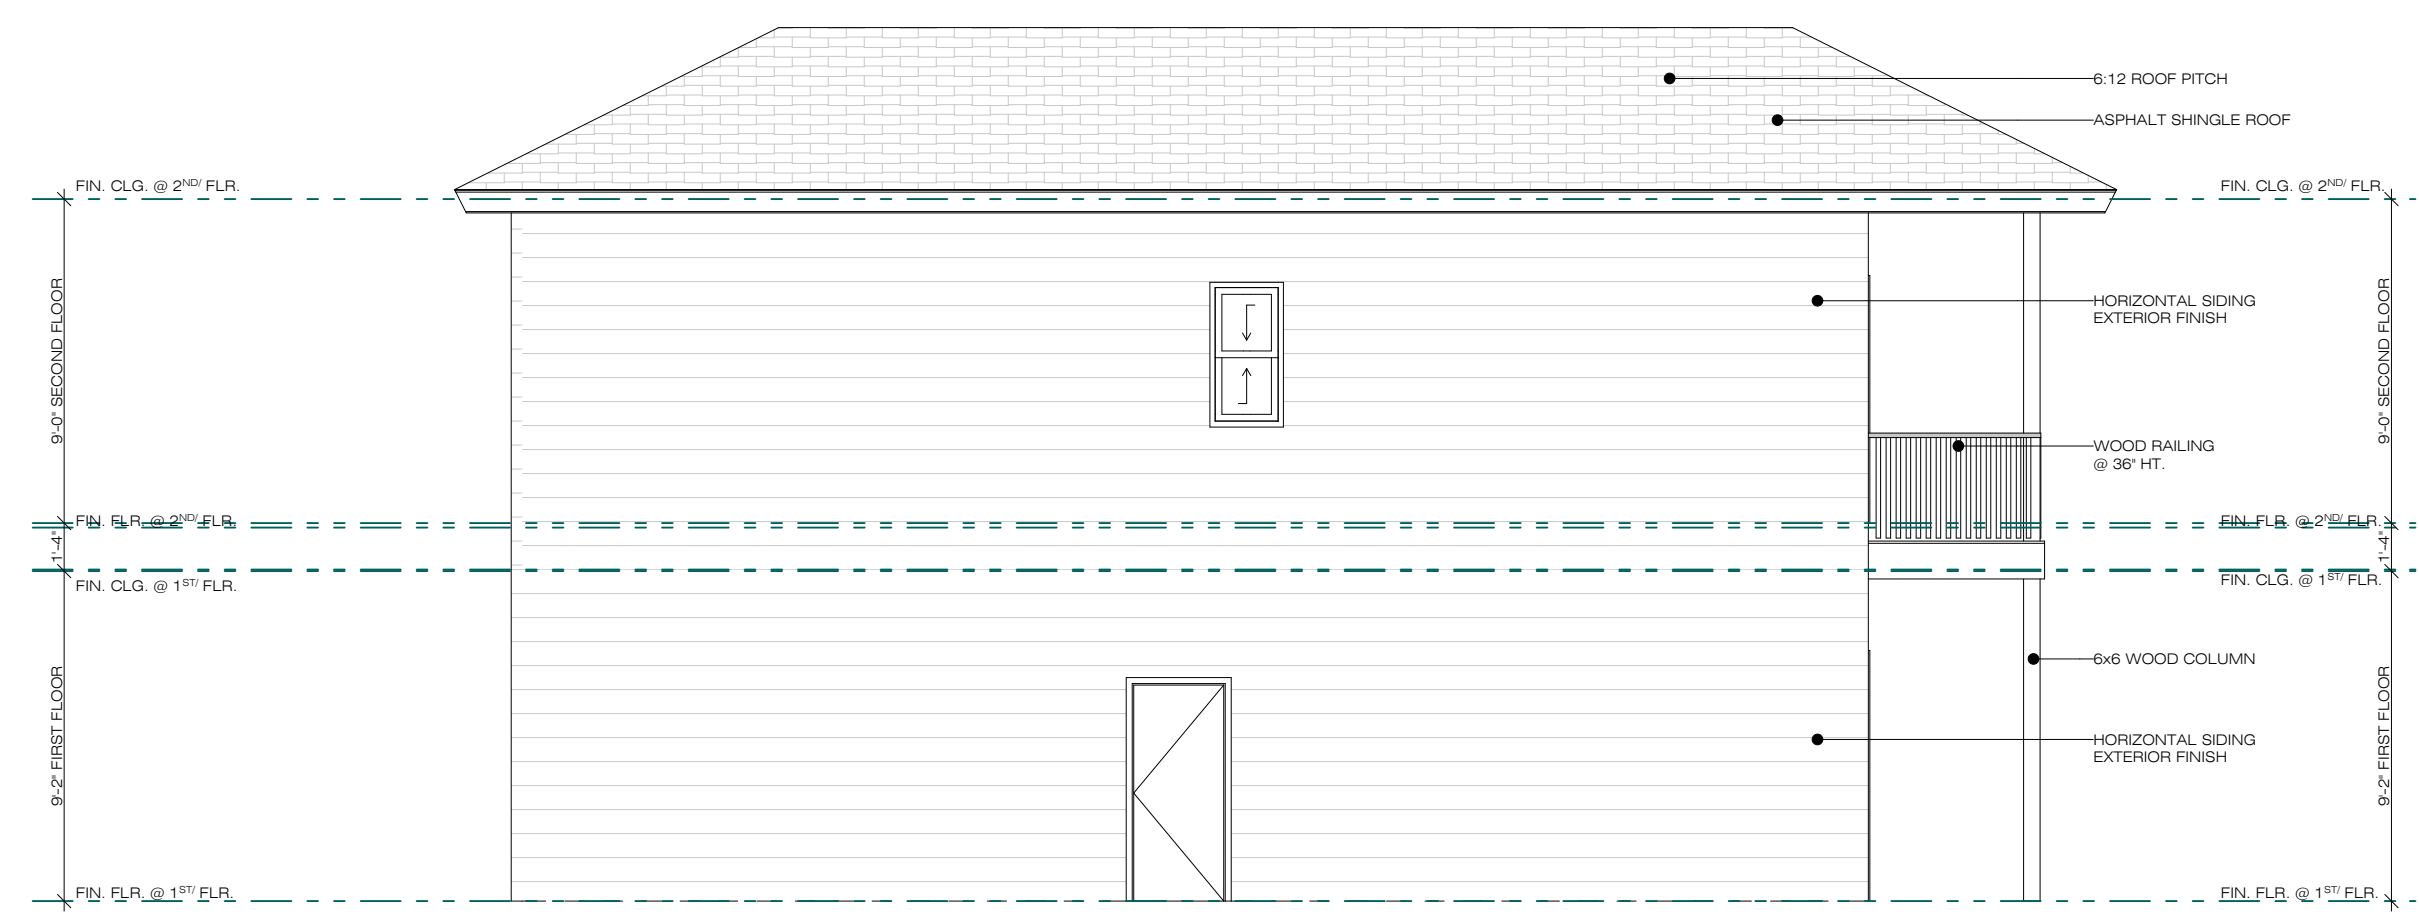 6:12 ROOF PITCH
ASPHALT SHINGLE ROOF
FIN. CLG. @ 2ND/ FLR.
FIN. CLG. @ 2ND/ FLR.
9'-0" SECOND FLOOR
HORIZONTAL SIDING
EXTERIOR FINISH
9'-0" SECOND FLOOR
WOOD RAILING
@ 36" HT.
FIN. FLR. @ 2ND/ FLR.
FIN. FLR. @ 2ND/ FLR.
1'-4"
1'-4"
FIN. CLG. @ 1ST/ FLR.
FIN. CLG. @ 1ST/ FLR.
6x6 WOOD COLUMN
9'-2" FIRST FLOOR
HORIZONTAL SIDING
EXTERIOR FINISH
9'-2" FIRST FLOOR
FIN. FLR. @ 1ST/ FLR.
FIN. FLR. @ 1ST/ FLR.